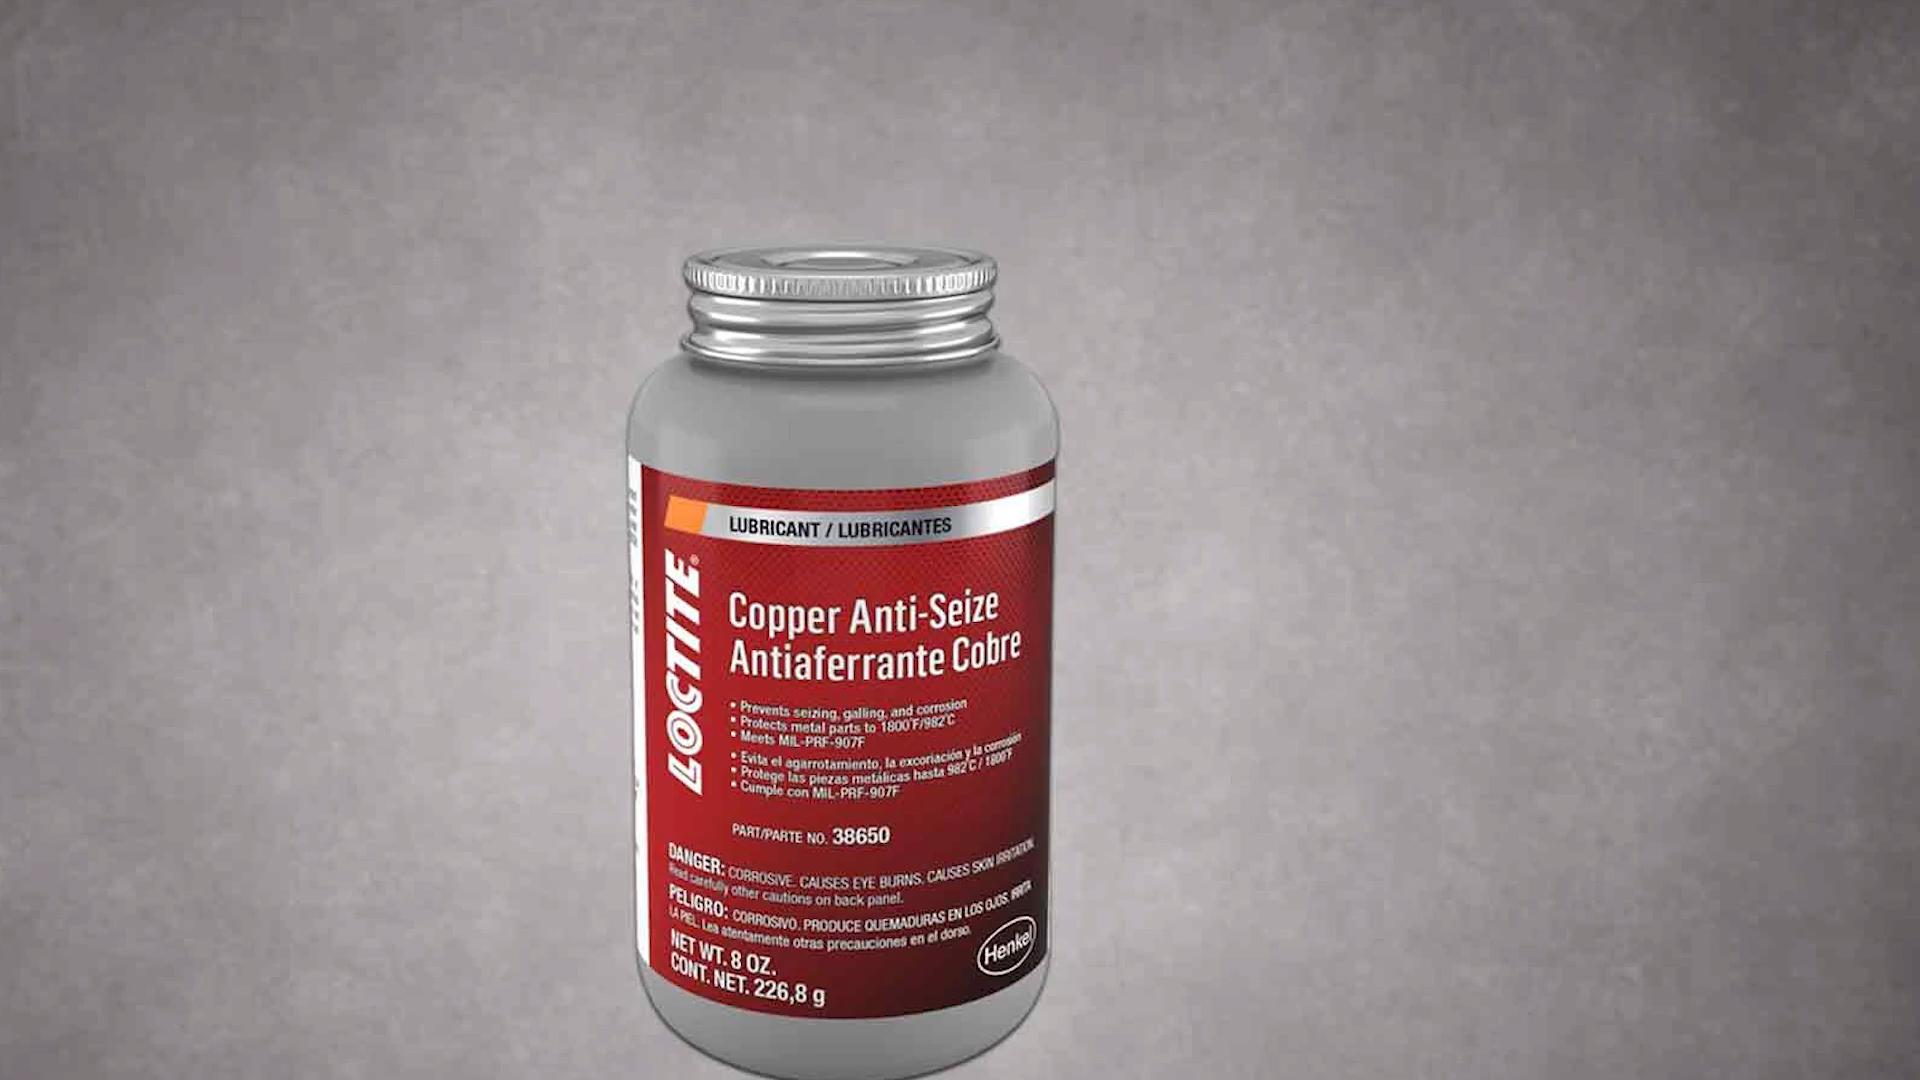 LUBRICANT / LUBRICANTES
LOCTITE®
Copper Anti-Seize
Antiaferrante Cobre
• Prevents seizing, galling, and corrosion
• Protects metal parts to 1800°F/982°C
• Meets MIL-PRF-907F
• Evita el agarrotamiento, la excoriación y la corrosión
• Protege las piezas metálicas hasta 982°C / 1800°F
• Cumple con MIL-PRF-907F
PART/PARTE NO. 38650
DANGER: CORROSIVE. CAUSES EYE BURNS. CAUSES SKIN IRRITATION.
Read carefully other cautions on back panel.
PELIGRO: CORROSIVO. PRODUCE QUEMADURAS EN LOS OJOS. IRRITA
LA PIEL. Lea atentamente otras precauciones en el dorso.
NET WT. 8 OZ.
CONT. NET. 226,8 g
Henkel